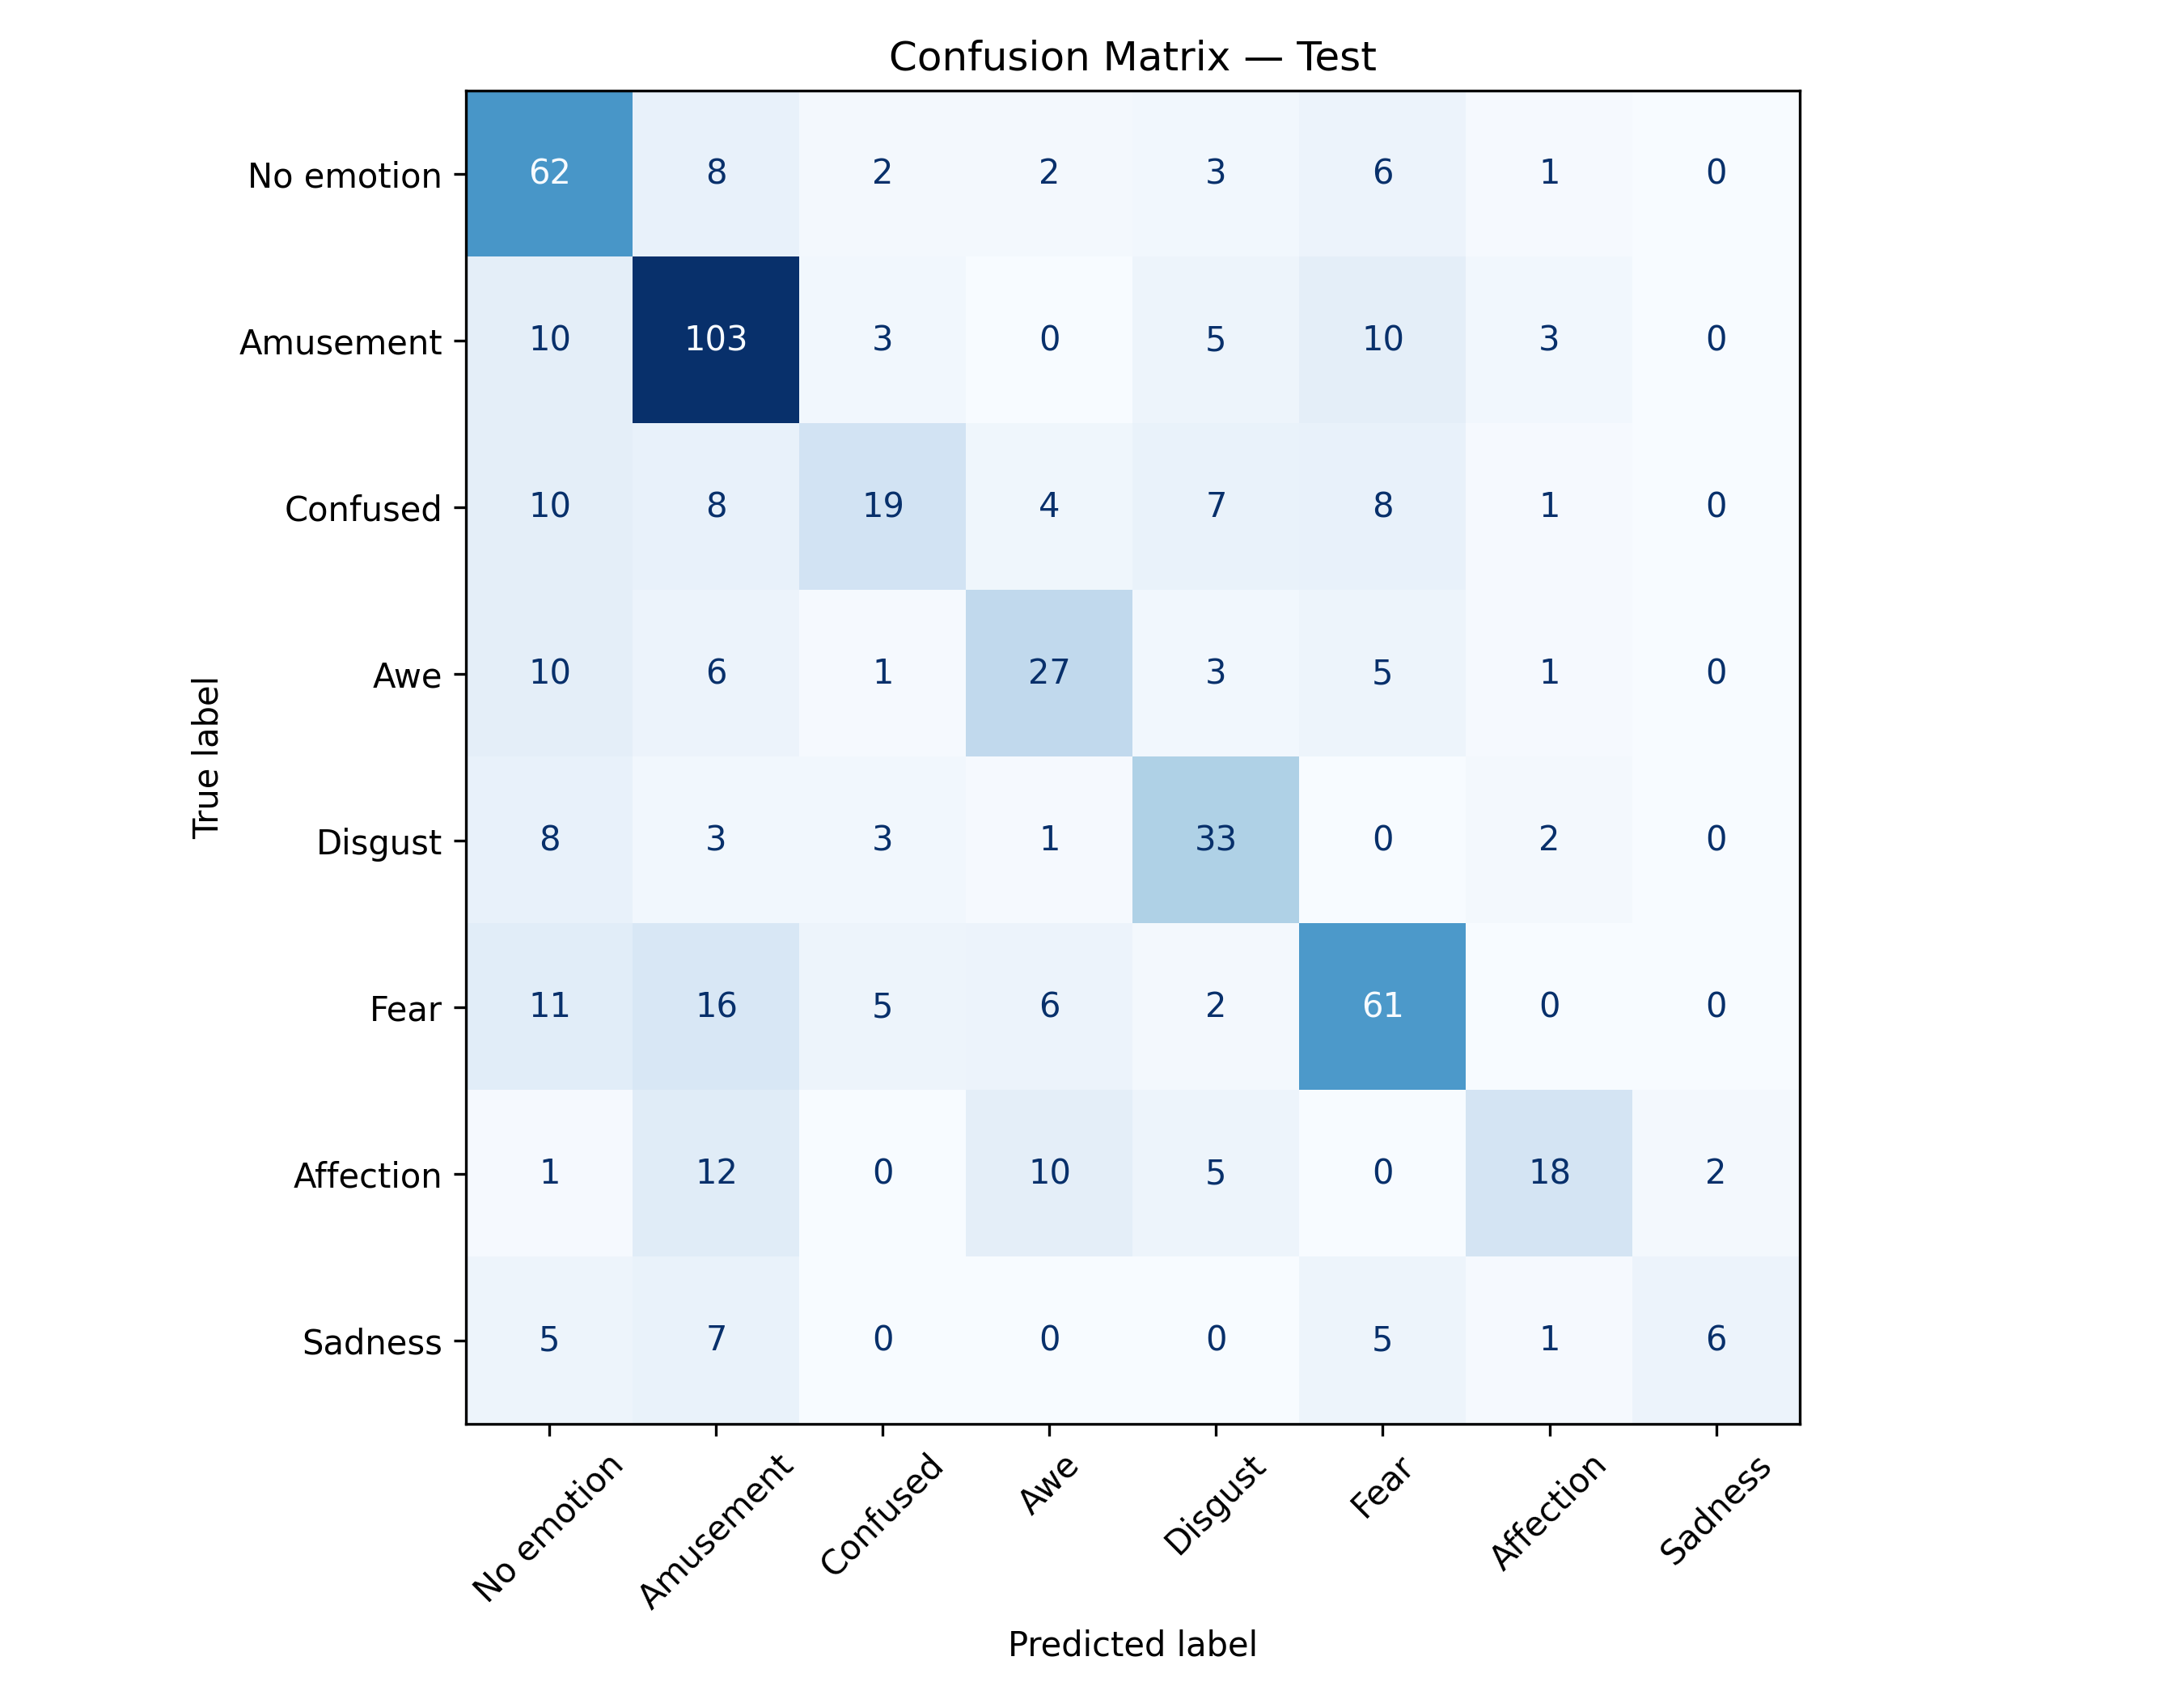 Confusion Matrix — Test
No emotion 62 8 2 2 3 6 1 0
Amusement 10 103 3 0 5 10 3 0
Confused 10 8 19 4 7 8 1 0
Awe 10 6 1 27 3 5 1 0
Disgust 8 3 3 1 33 0 2 0
Fear 11 16 5 6 2 61 0 0
Affection 1 12 0 10 5 0 18 2
Sadness 5 7 0 0 0 5 1 6
True label
No emotion Amusement Confused Awe Disgust Fear Affection Sadness
Predicted label